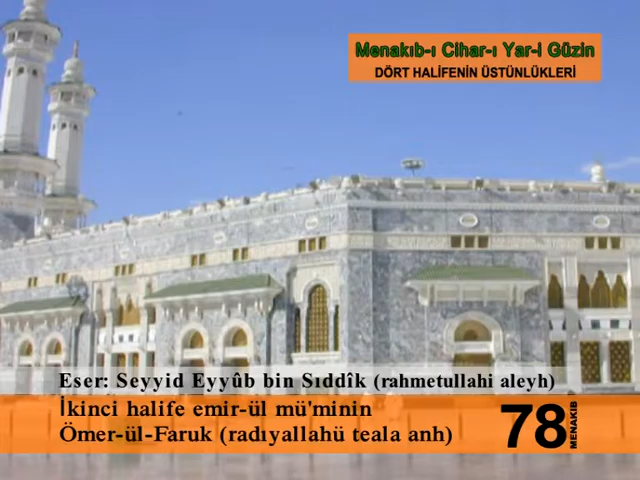 Menakıb-ı Cihar-ı Yar-i Güzin
DÖRT HALİFENİN ÜSTÜNLÜKLERİ
Eser: Seyyid Eyyûb bin Sıddîk (rahmetullahi aleyh)
İkinci halife emir-ül mü'minin
Ömer-ül-Faruk (radıyallahü teala anh)
78
MENAKIB